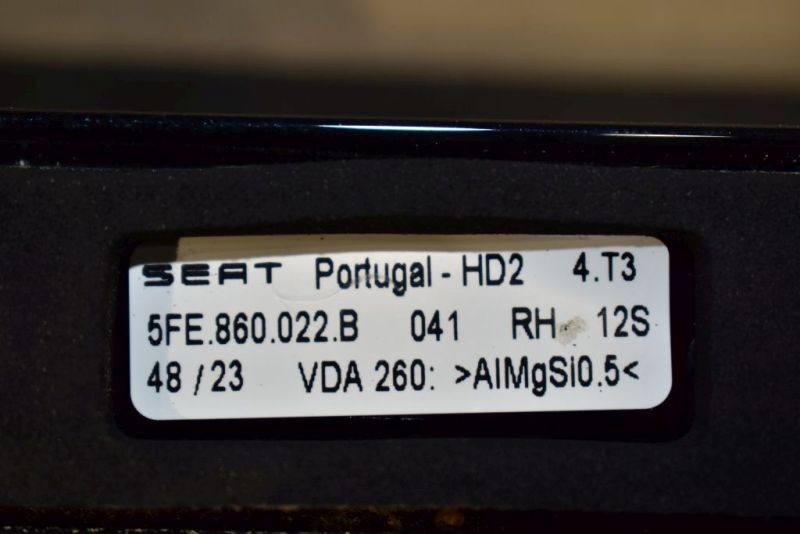 SEAT Portugal - HD2 4.T3
5FE.860.022.B 041 RH 12S
48 / 23 VDA 260: >AlMgSi0.5<